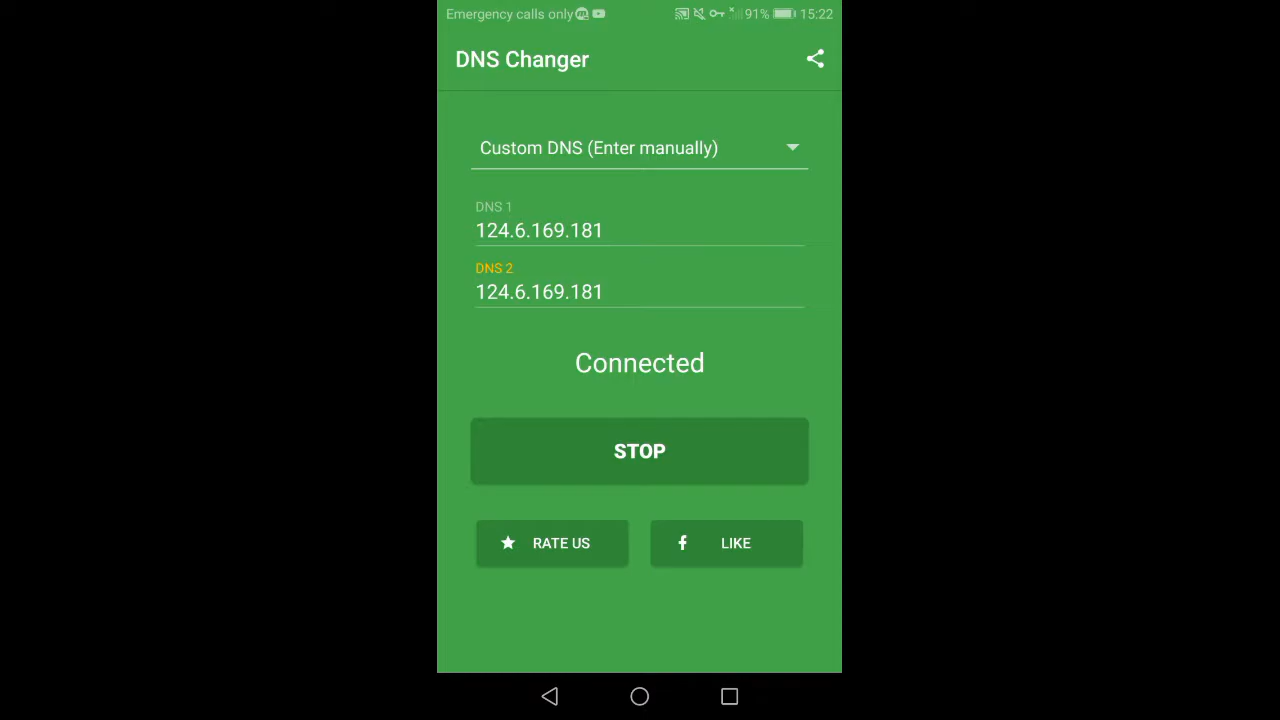 Emergency calls only 91% 15:22
DNS Changer
Custom DNS (Enter manually)
DNS 1
124.6.169.181
DNS 2
124.6.169.181
Connected
STOP
RATE US LIKE